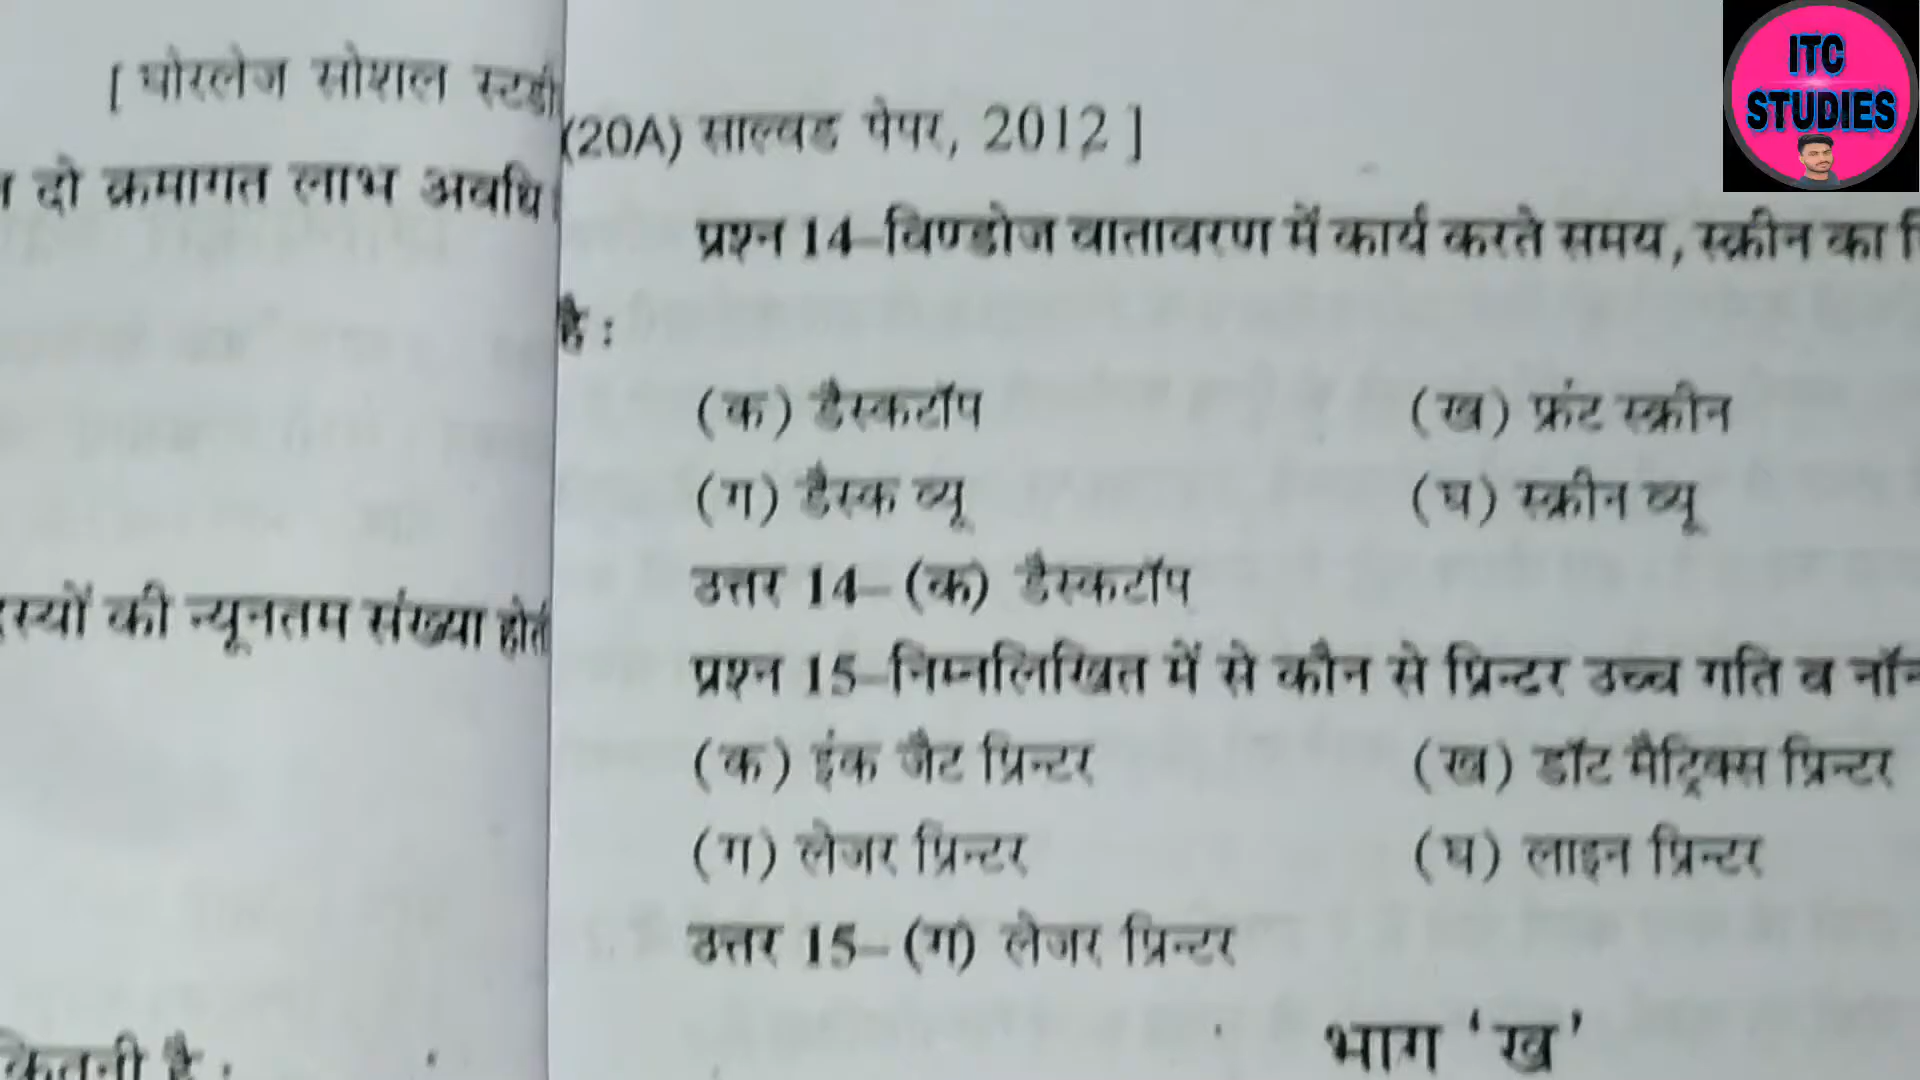 [ घोरलेज सोशल स्टडी
न दो क्रमागत लाभ अवधि
स्यों की न्यूनतम संख्या होती
कितनी है :
(20A) साल्वड पेपर, 2012 ]
प्रश्न 14–विण्डोज वातावरण में कार्य करते समय, स्क्रीन का
है :
(क) डैस्कटॉप (ख) फ्रंट स्क्रीन
(ग) डैस्क व्यू (घ) स्क्रीन व्यू
उत्तर 14– (क) डैस्कटॉप
प्रश्न 15–निम्नलिखित में से कौन से प्रिन्टर उच्च गति व नॉन
(क) इंक जैट प्रिन्टर (ख) डॉट मैट्रिक्स प्रिन्टर
(ग) लेजर प्रिन्टर (घ) लाइन प्रिन्टर
उत्तर 15– (ग) लेजर प्रिन्टर
भाग ‘ख’
ITC
STUDIES